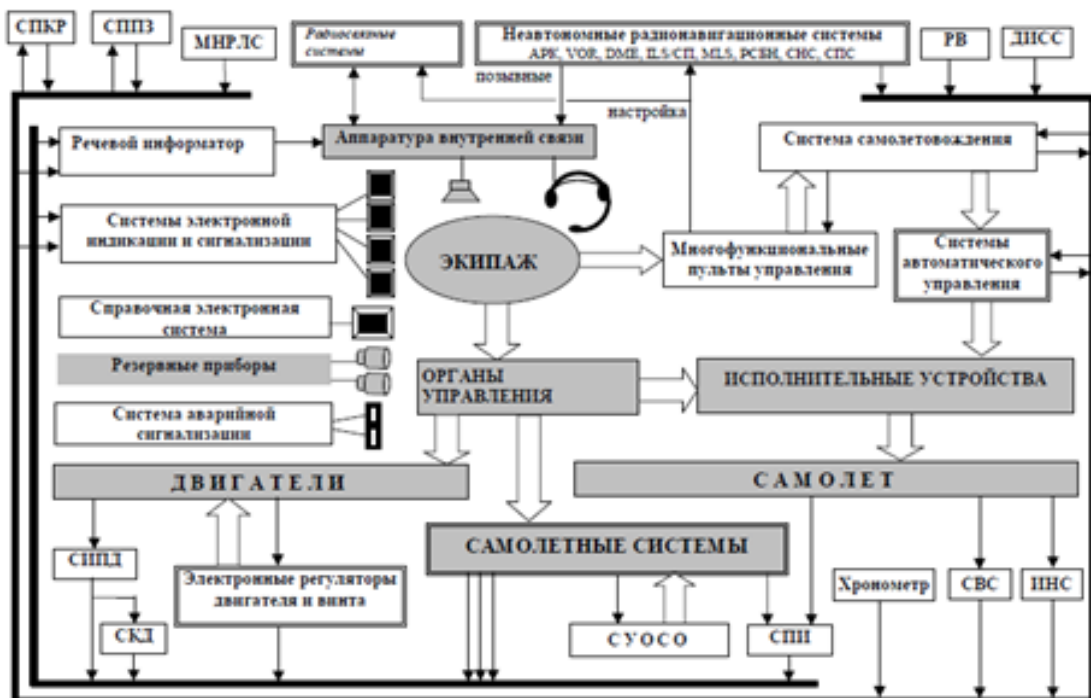 СПКР
СППЗ
МНРЛС
Радиосвязные
системы
Неавтономные радионавигационные системы
АРК, VOR, DME, ILS/СП, MLS, РСБН, СНС, СПС
РВ
ДИСС
позывные
настройка
Речевой информатор
Аппаратура внутренней связи
Система самолетовождения
Системы электронной
индикации и сигнализации
ЭКИПАЖ
Многофункциональные
пульты управления
Системы
автоматического
управления
Справочная электронная
система
Резервные приборы
ОРГАНЫ
УПРАВЛЕНИЯ
ИСПОЛНИТЕЛЬНЫЕ УСТРОЙСТВА
Система аварийной
сигнализации
ДВИГАТЕЛИ
САМОЛЕТ
САМОЛЕТНЫЕ СИСТЕМЫ
СИПД
Электронные регуляторы
двигателя и винта
Хронометр
СВС
ИНС
СКД
СУОСО
СПИ